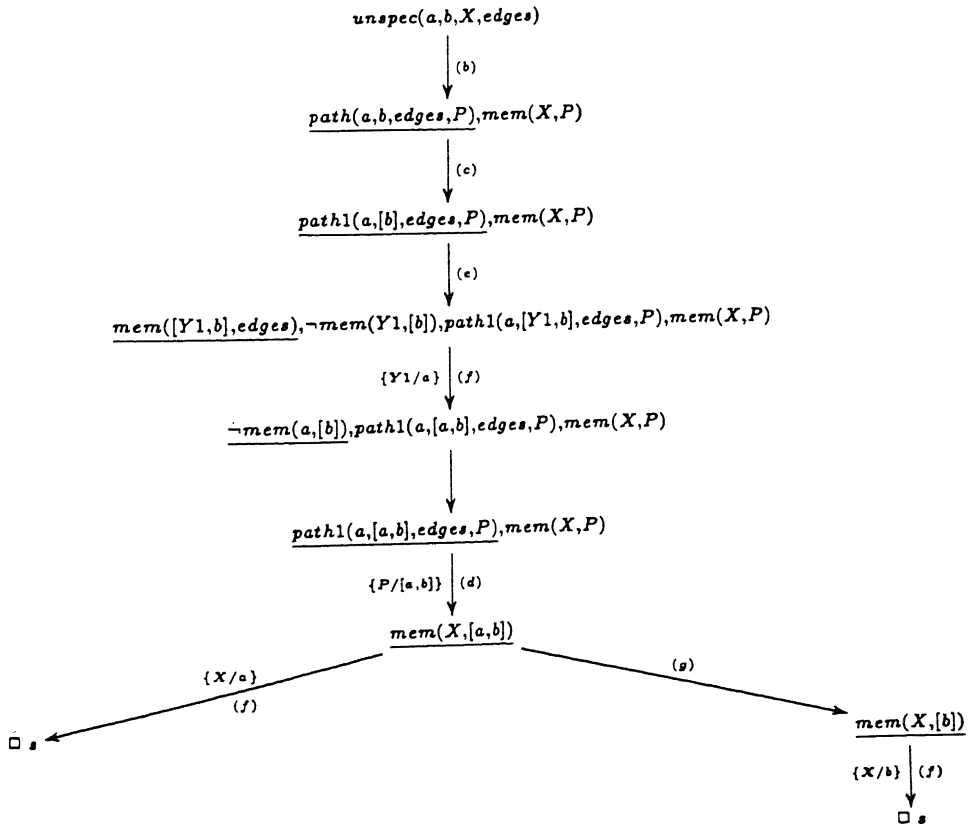 unspec(a,b,X,edges)
(b)
path(a,b,edges,P),mem(X,P)
(c)
path1(a,[b],edges,P),mem(X,P)
(e)
mem([Y1,b],edges),¬mem(Y1,[b]),path1(a,[Y1,b],edges,P),mem(X,P)
{Y1/a} (f)
¬mem(a,[b]),path1(a,[a,b],edges,P),mem(X,P)
path1(a,[a,b],edges,P),mem(X,P)
{P/[a,b]} (d)
mem(X,[a,b])
{X/a}
(f)
(g)
□ s
mem(X,[b])
{X/b} (f)
□ s